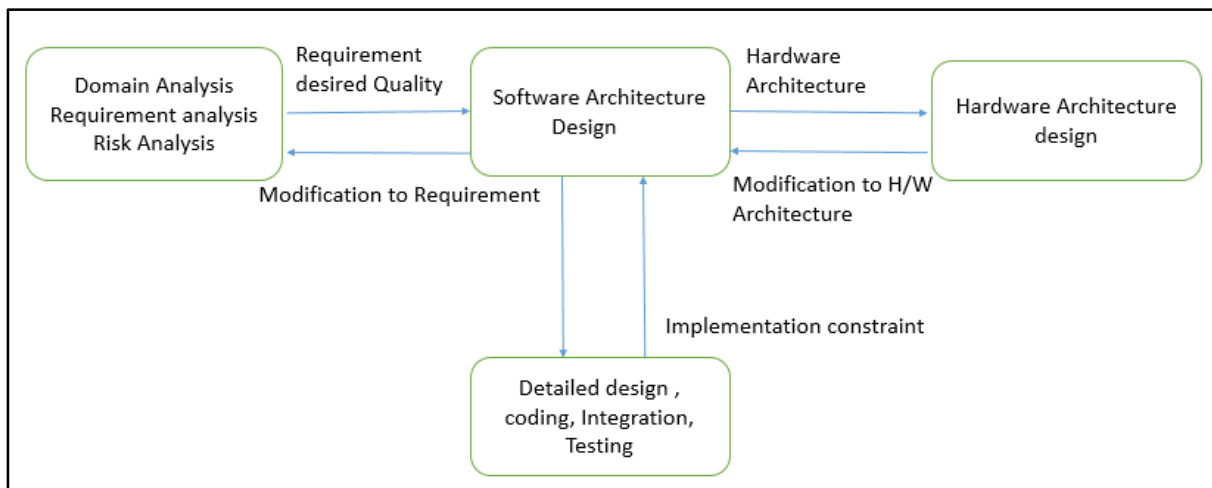 Domain Analysis
Requirement analysis
Risk Analysis
Requirement
desired Quality
Modification to Requirement
Software Architecture
Design
Hardware
Architecture
Modification to H/W
Architecture
Hardware Architecture
design
Implementation constraint
Detailed design ,
coding, Integration,
Testing